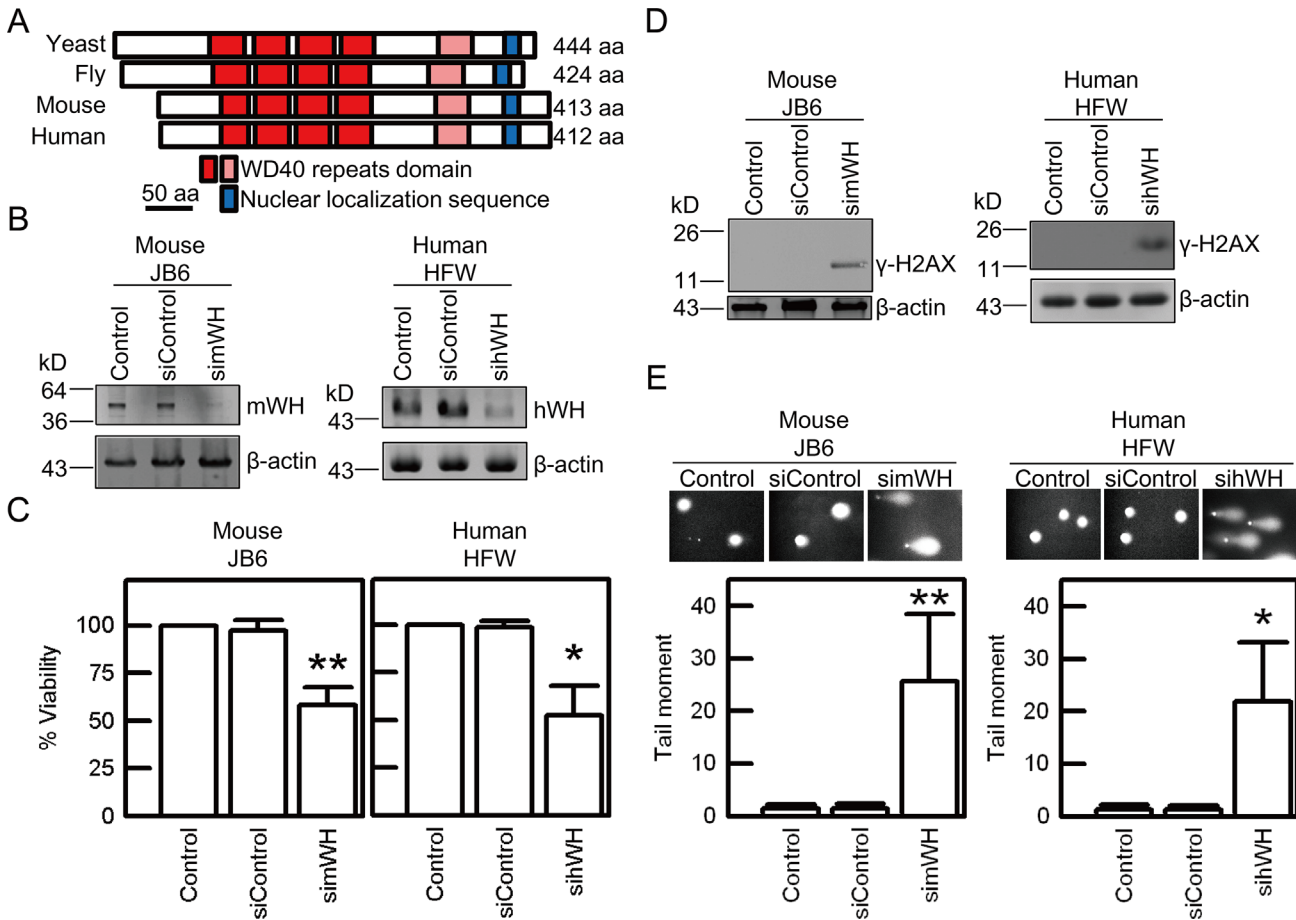 A
Yeast 444 aa
Fly 424 aa
Mouse 413 aa
Human 412 aa
WD40 repeats domain
50 aa
Nuclear localization sequence
B
Mouse
JB6
Control
siControl
simWH
kD
64
36
mWH
43
β-actin
Human
HFW
Control
siControl
sihWH
kD
43
hWH
43
β-actin
C
Mouse
JB6
Human
HFW
% Viability
100
75
50
25
0
**
*
Control
siControl
simWH
Control
siControl
sihWH
D
Mouse
JB6
Control
siControl
simWH
kD
26
11
γ-H2AX
43
β-actin
Human
HFW
Control
siControl
sihWH
kD
26
11
γ-H2AX
43
β-actin
E
Mouse
JB6
Control siControl simWH
Tail moment
40
30
20
10
0
**
Control
siControl
simWH
Human
HFW
Control siControl sihWH
Tail moment
40
30
20
10
0
*
Control
siControl
sihWH